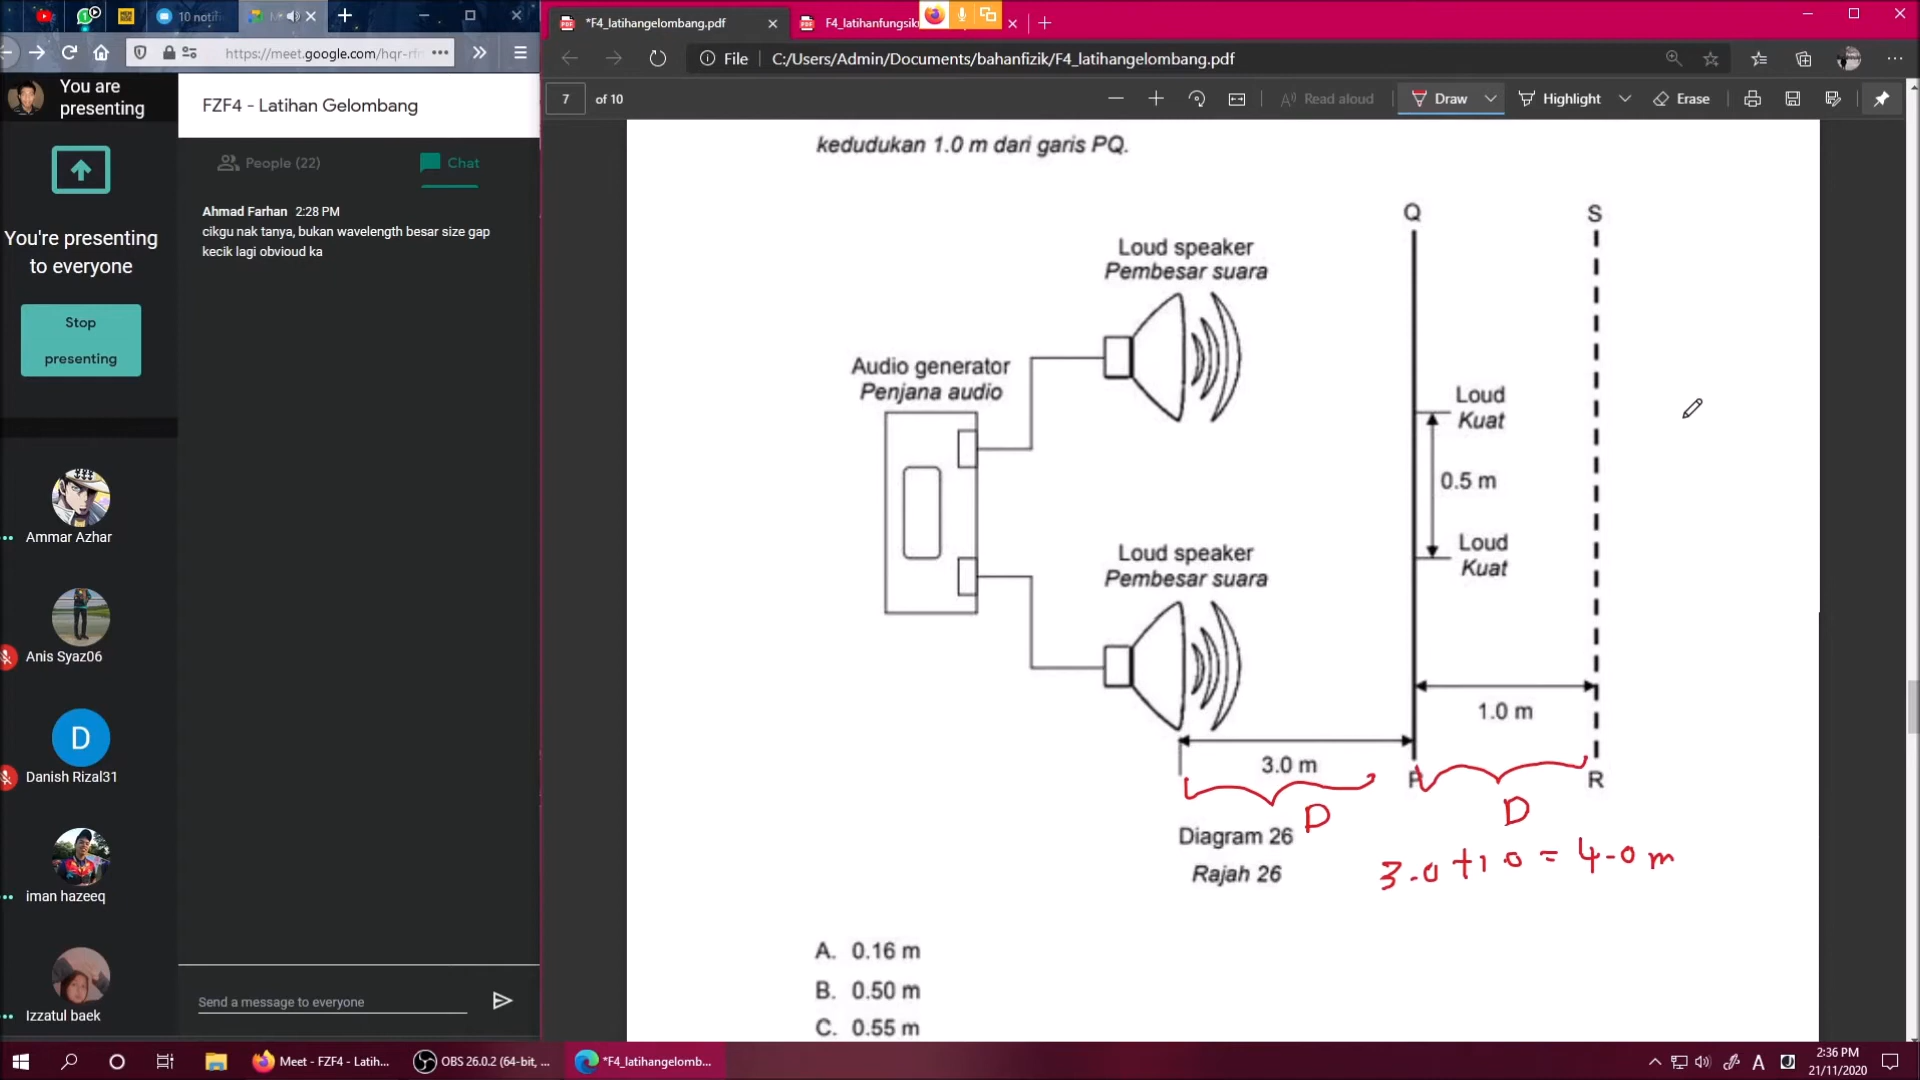 10 notifi
M
https://meet.google.com/hqr-rfr
You are
presenting
You're presenting
to everyone
Stop
presenting
Ammar Azhar
Anis Syaz06
D
Danish Rizal31
iman hazeeq
Izzatul baek
FZF4 - Latihan Gelombang
People (22)
Chat
Ahmad Farhan 2:28 PM
cikgu nak tanya, bukan wavelength besar size gap
kecik lagi obvioud ka
Send a message to everyone
*F4_latihangelombang.pdf
F4_latihanfungsiku
File
C:/Users/Admin/Documents/bahanfizik/F4_latihangelombang.pdf
7 of 10
Read aloud
Draw
Highlight
Erase
kedudukan 1.0 m dari garis PQ.
Q
S
Loud speaker
Pembesar suara
Audio generator
Penjana audio
Loud
Kuat
0.5 m
Loud speaker
Pembesar suara
Loud
Kuat
1.0 m
3.0 m
P
R
D
D
Diagram 26
3.0 + 1.0 = 4.0 m
Rajah 26
A. 0.16 m
B. 0.50 m
C. 0.55 m
Meet - FZF4 - Latih...
OBS 26.0.2 (64-bit, ...
*F4_latihangelomb...
A
2:36 PM
21/11/2020